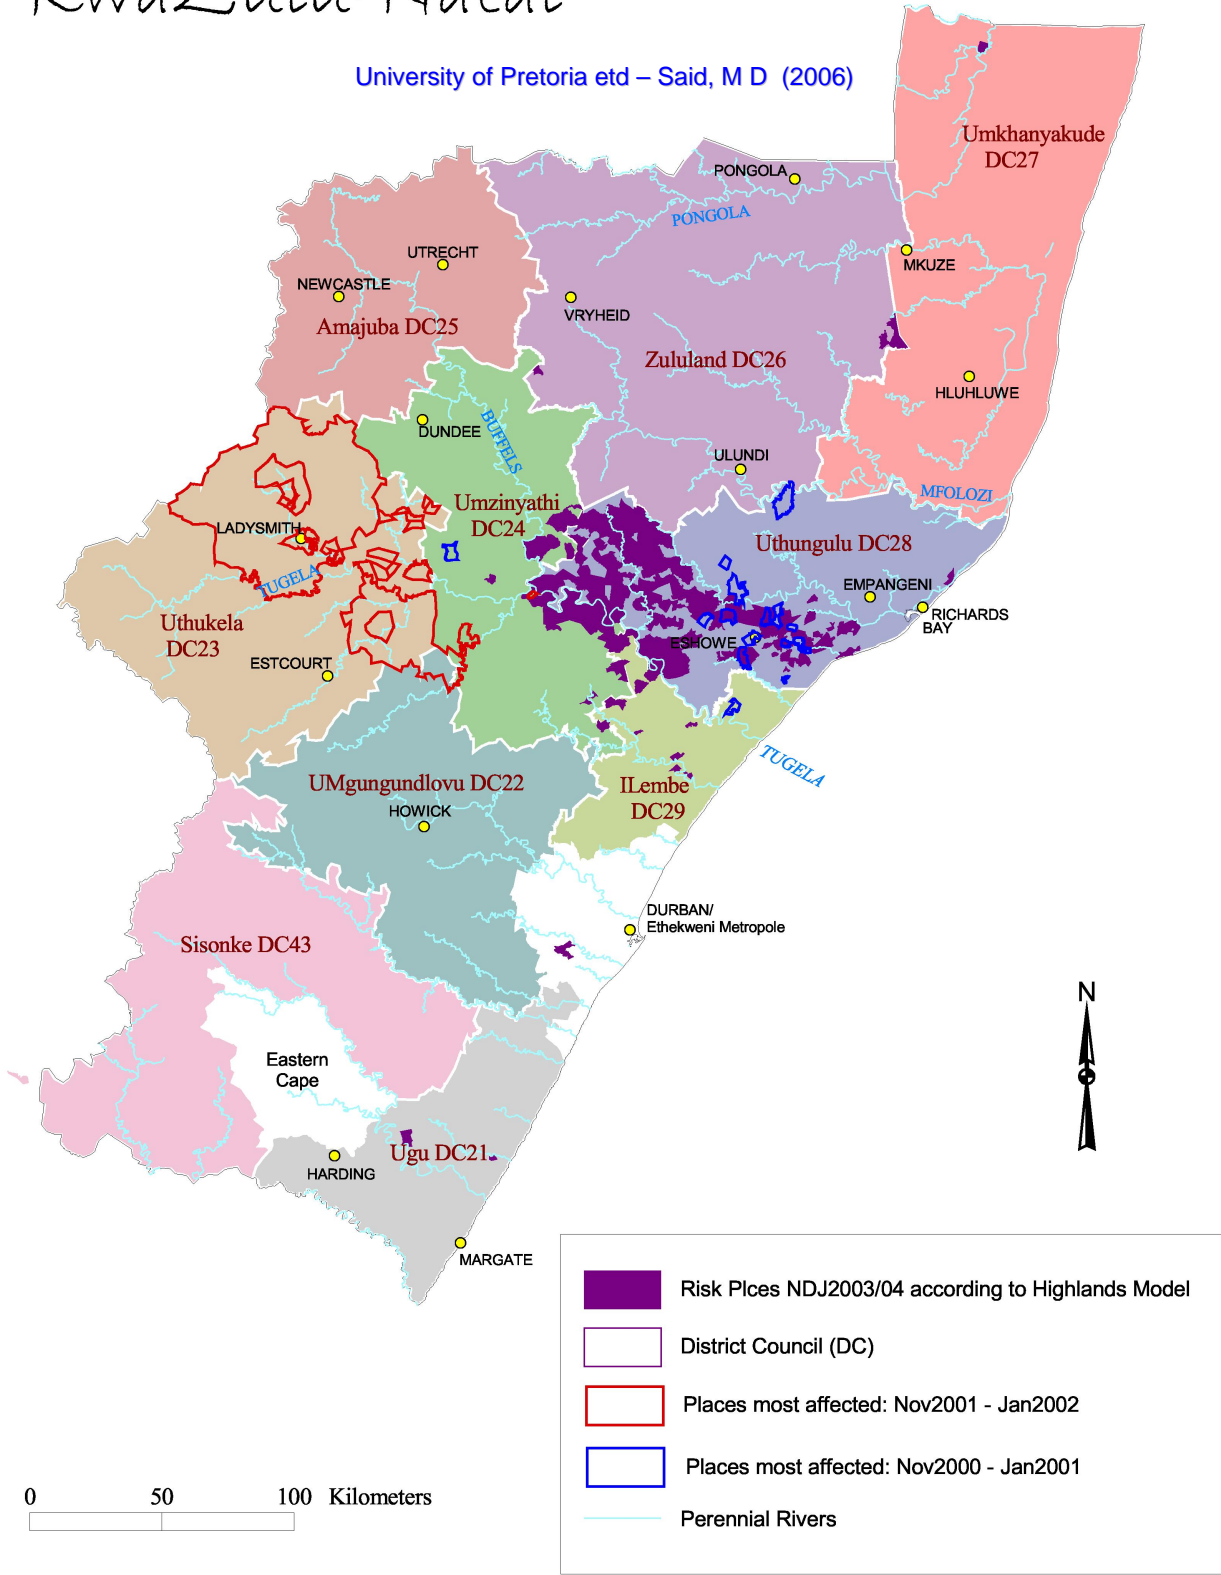 KwaZulu Natal
University of Pretoria etd – Said, M D (2006)
Umkhanyakude
DC27
PONGOLA
PONGOLA
UTRECHT
MKUZE
NEWCASTLE
VRYHEID
Amajuba DC25
Zululand DC26
HLUHLUWE
DUNDEE
BUFFELS
ULUNDI
MFOLOZI
Umzinyathi
DC24
LADYSMITH
Uthungulu DC28
TUGELA
EMPANGENI
RICHARDS
BAY
Uthukela
DC23
ESHOWE
ESTCOURT
TUGELA
UMgungundlovu DC22
ILembe
DC29
HOWICK
DURBAN/
Ethekweni Metropole
Sisonke DC43
N
Eastern
Cape
Ugu DC21
HARDING
MARGATE
Risk Plces NDJ2003/04 according to Highlands Model
District Council (DC)
Places most affected: Nov2001 - Jan2002
Places most affected: Nov2000 - Jan2001
Perennial Rivers
0 50 100 Kilometers